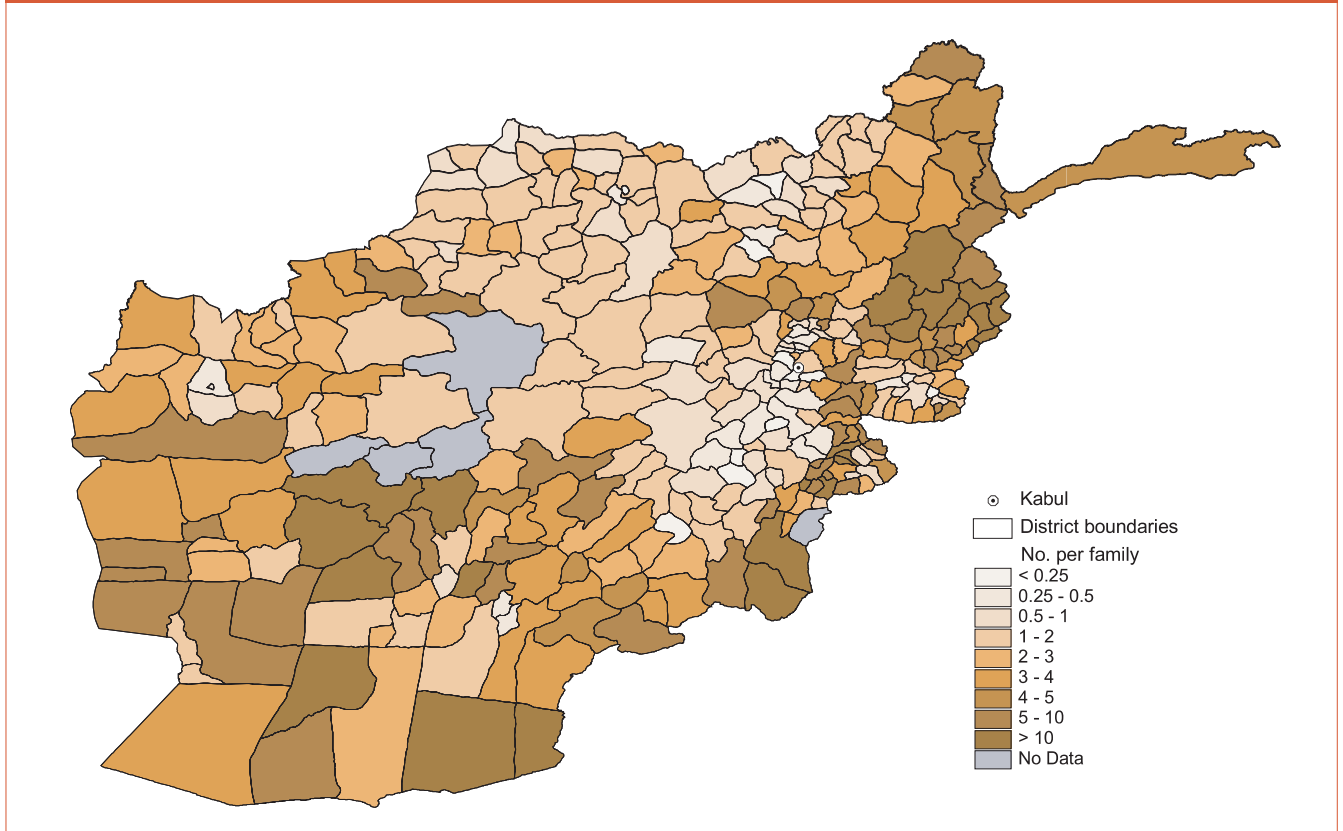 Kabul
District boundaries
No. per family
< 0.25
0.25 - 0.5
0.5 - 1
1 - 2
2 - 3
3 - 4
4 - 5
5 - 10
> 10
No Data